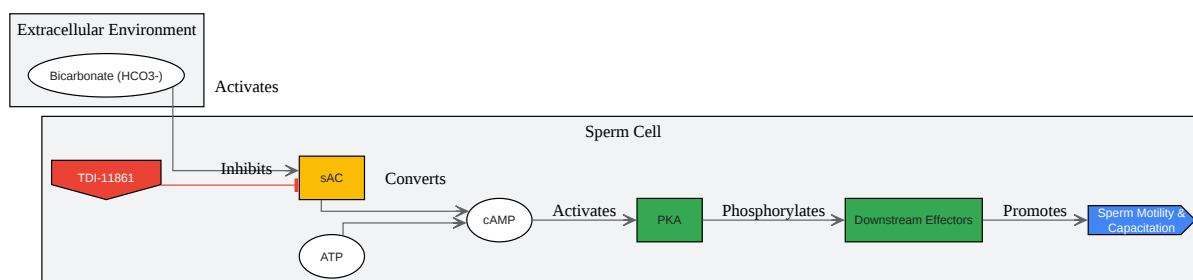 Extracellular Environment
Bicarbonate (HCO3-)
Activates
Sperm Cell
TDI-11861
Inhibits
sAC
Converts
cAMP
Activates
PKA
Phosphorylates
Downstream Effectors
Promotes
Sperm Motility &
Capacitation
ATP